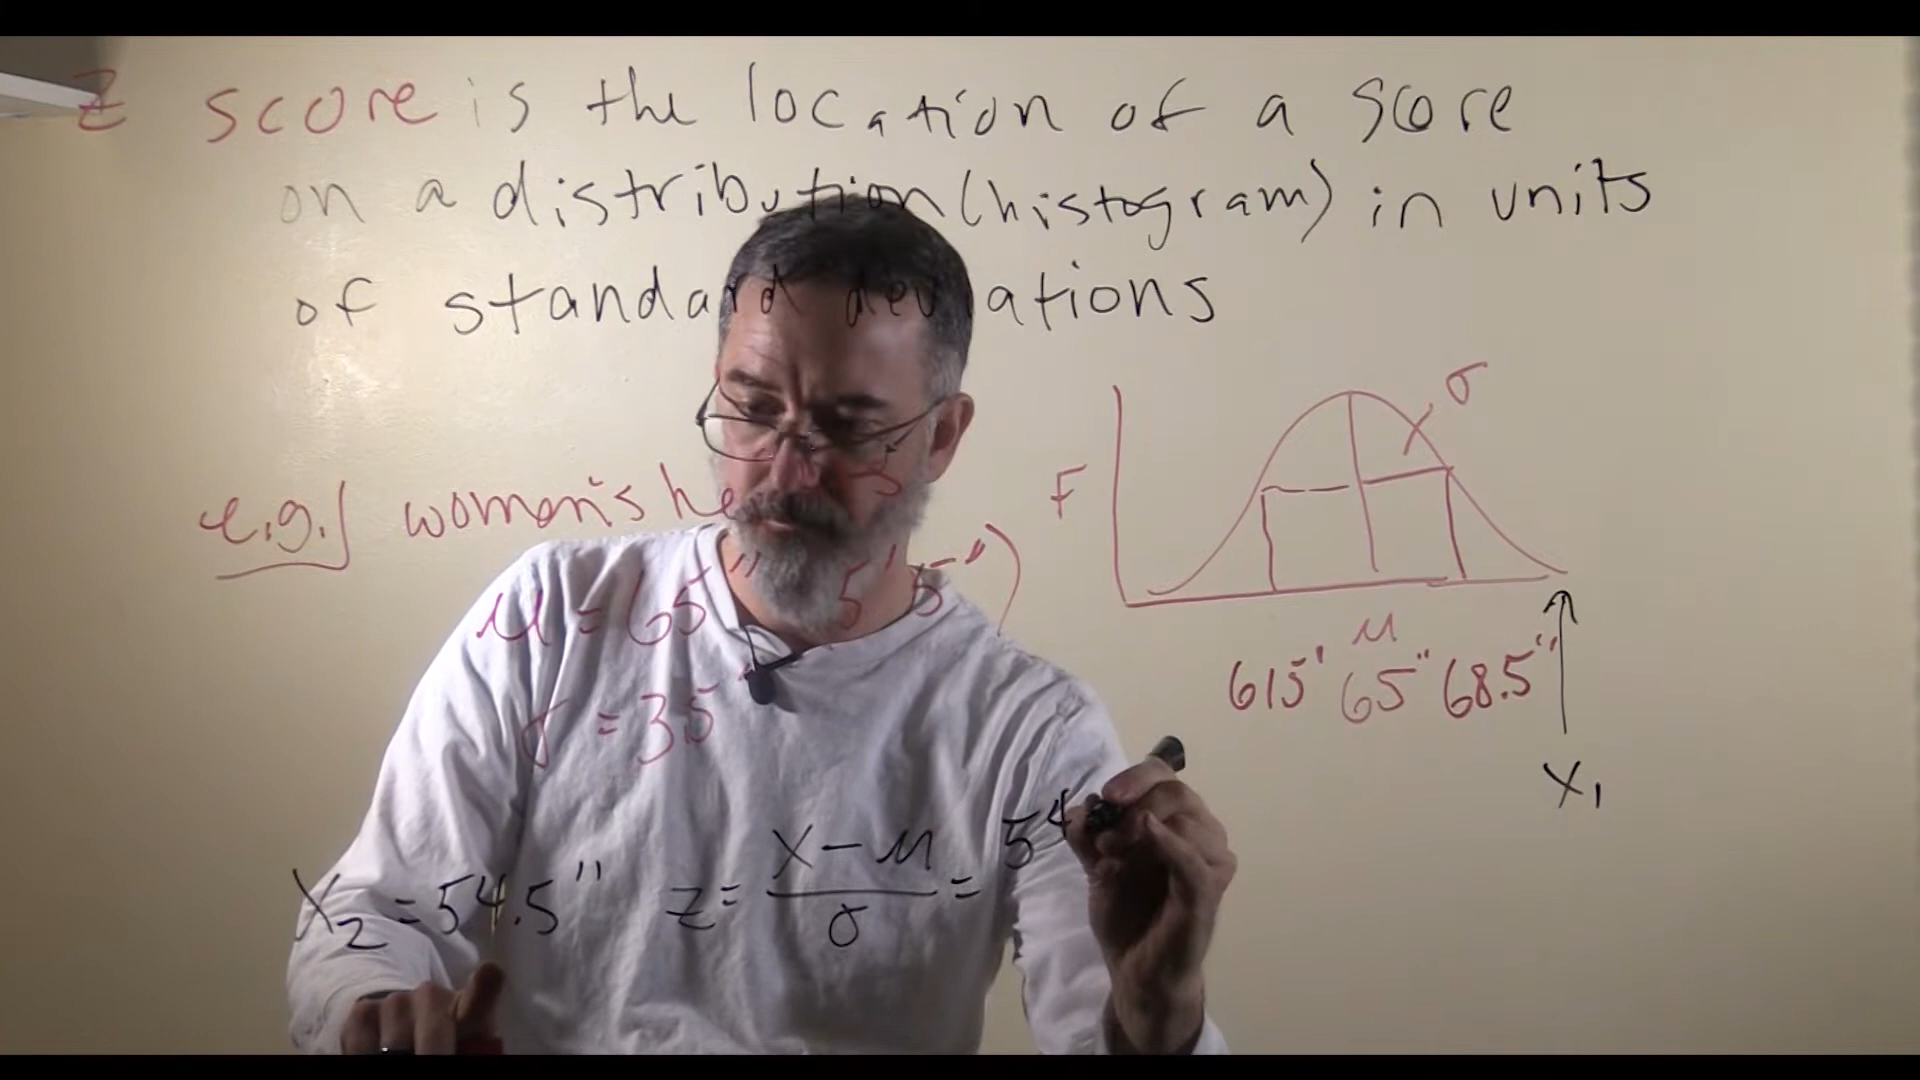 Z score is the location of a score
on a distribution (histogram) in units
of standard deviations
e.g. women's he
μ = 65" 5'5")
σ = 3.5"
σ
F
μ
61.5' 65" 68.5"
X₁
X₂ = 54.5" z = (X - μ)/σ = 54